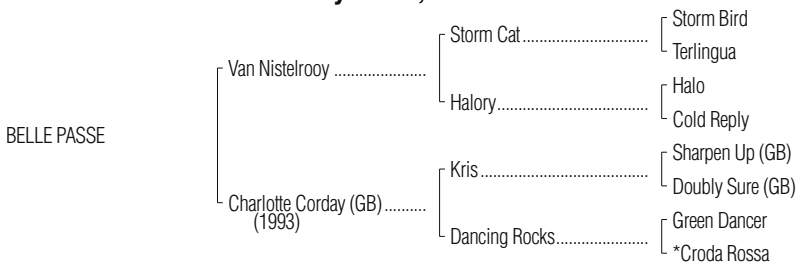 Storm Bird
Storm Cat
Terlingua
Van Nistelrooy
Halo
Halory
Cold Reply
BELLE PASSE
Sharpen Up (GB)
Kris
Doubly Sure (GB)
Charlotte Corday (GB)
(1993)
Green Dancer
Dancing Rocks
*Croda Rossa